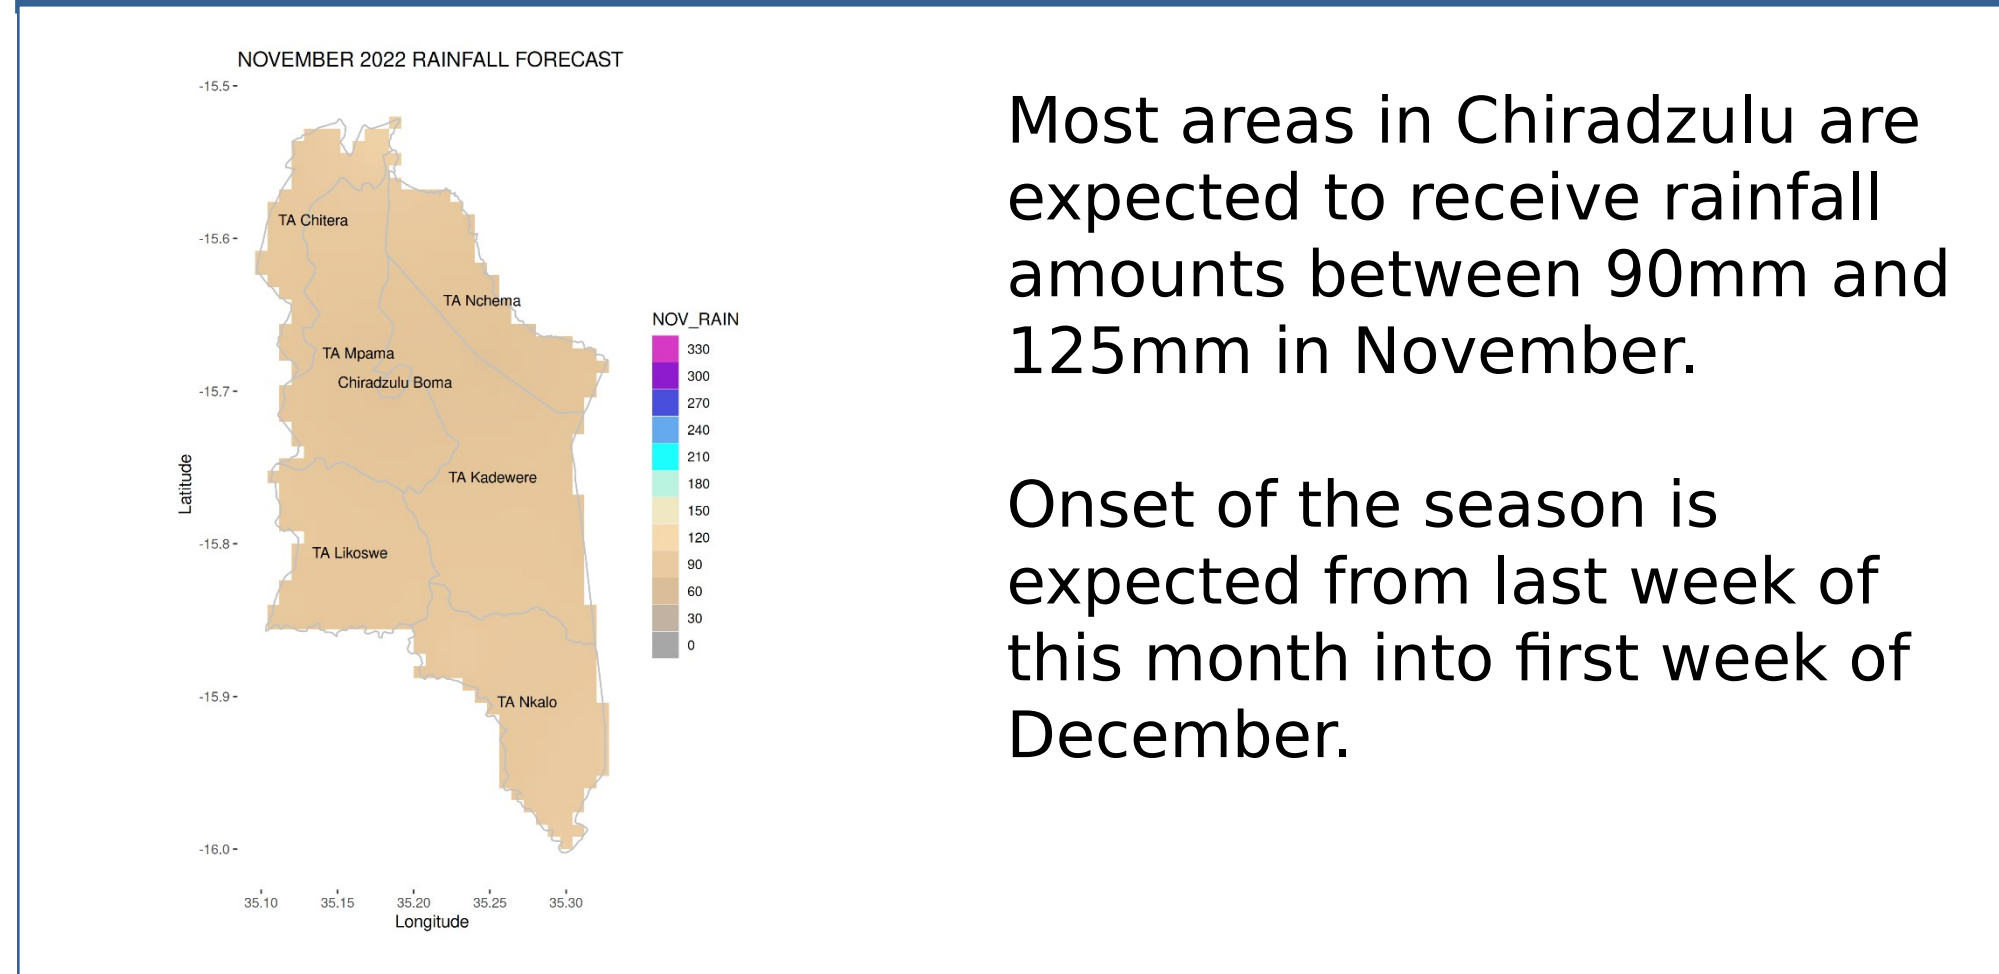 NOVEMBER 2022 RAINFALL FORECAST
-15.5
-15.6
-15.7
-15.8
-15.9
-16.0
Latitude
TA Chitera
TA Nchema
TA Mpama
Chiradzulu Boma
TA Kadewere
TA Likoswe
TA Nkalo
35.10
35.15
35.20
35.25
35.30
Longitude
NOV_RAIN
330
300
270
240
210
180
150
120
90
60
30
0
Most areas in Chiradzulu are
expected to receive rainfall
amounts between 90mm and
125mm in November.
Onset of the season is
expected from last week of
this month into first week of
December.